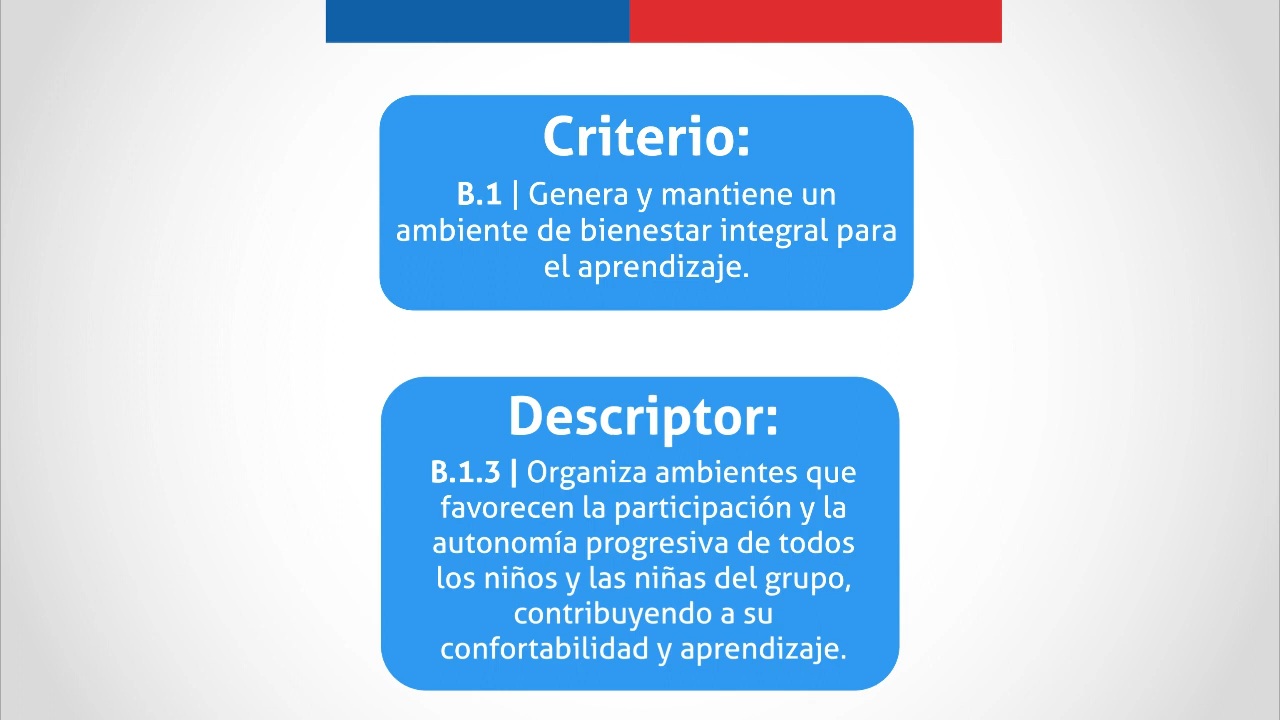 Criterio:
B.1 | Genera y mantiene un
ambiente de bienestar integral para
el aprendizaje.
Descriptor:
B.1.3 | Organiza ambientes que
favorecen la participación y la
autonomía progresiva de todos
los niños y las niñas del grupo,
contribuyendo a su
confortabilidad y aprendizaje.